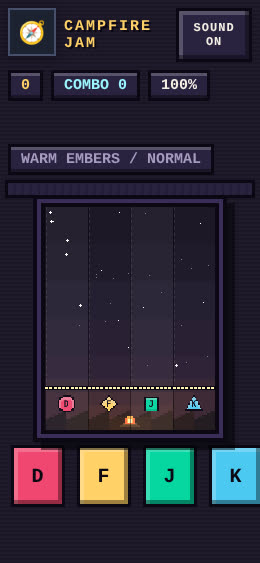 CAMPFIRE
JAM
SOUND
ON
0
COMBO 0
100%
WARM EMBERS / NORMAL
D
F
J
K
D
F
J
K